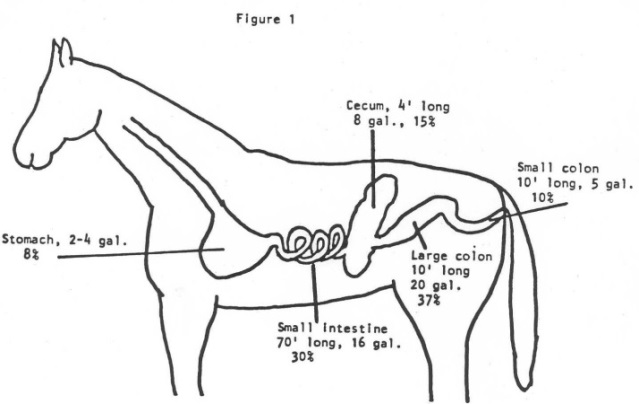 Figure 1
Cecum, 4' long
8 gal., 15%
Small colon
10' long, 5 gal.
10%
Stomach, 2-4 gal.
8%
Large colon
10' long
20 gal.
37%
Small intestine
70' long, 16 gal.
30%